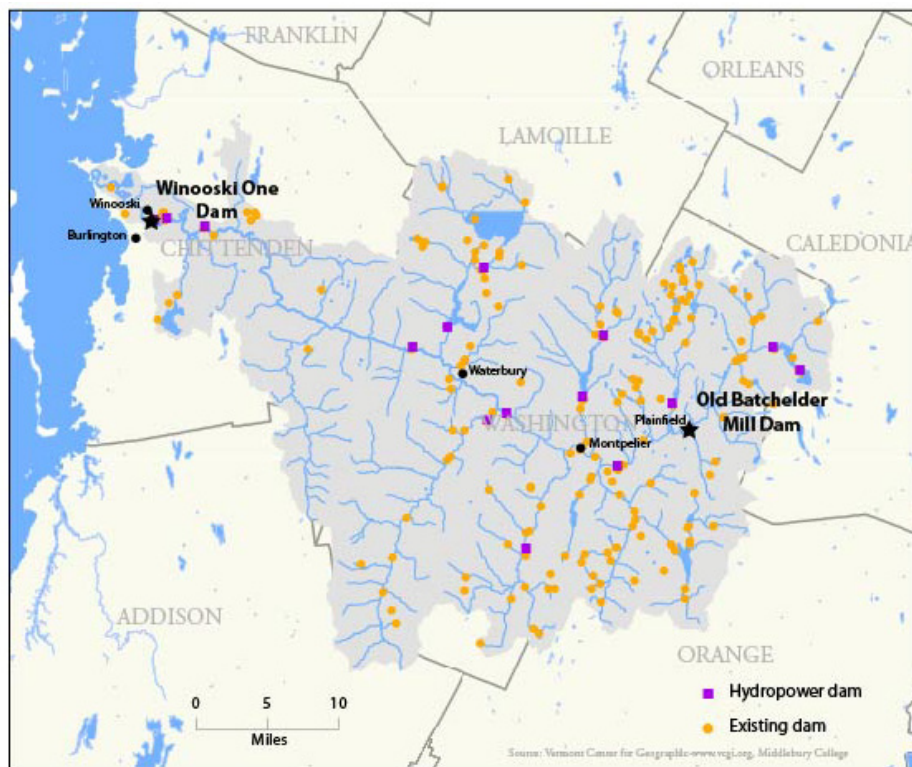 FRANKLIN
ORLEANS
LAMOILLE
Winooski
Winooski One
Dam
Burlington
CHITTENDEN
CALEDONIA
Waterbury
Old Batchelder
Mill Dam
Plainfield
WASHINGTON
Montpelier
ADDISON
ORANGE
0 5 10
Miles
Hydropower dam
Existing dam
Source: Vermont Center for Geographic-www.vcgi.org, Middlebury College